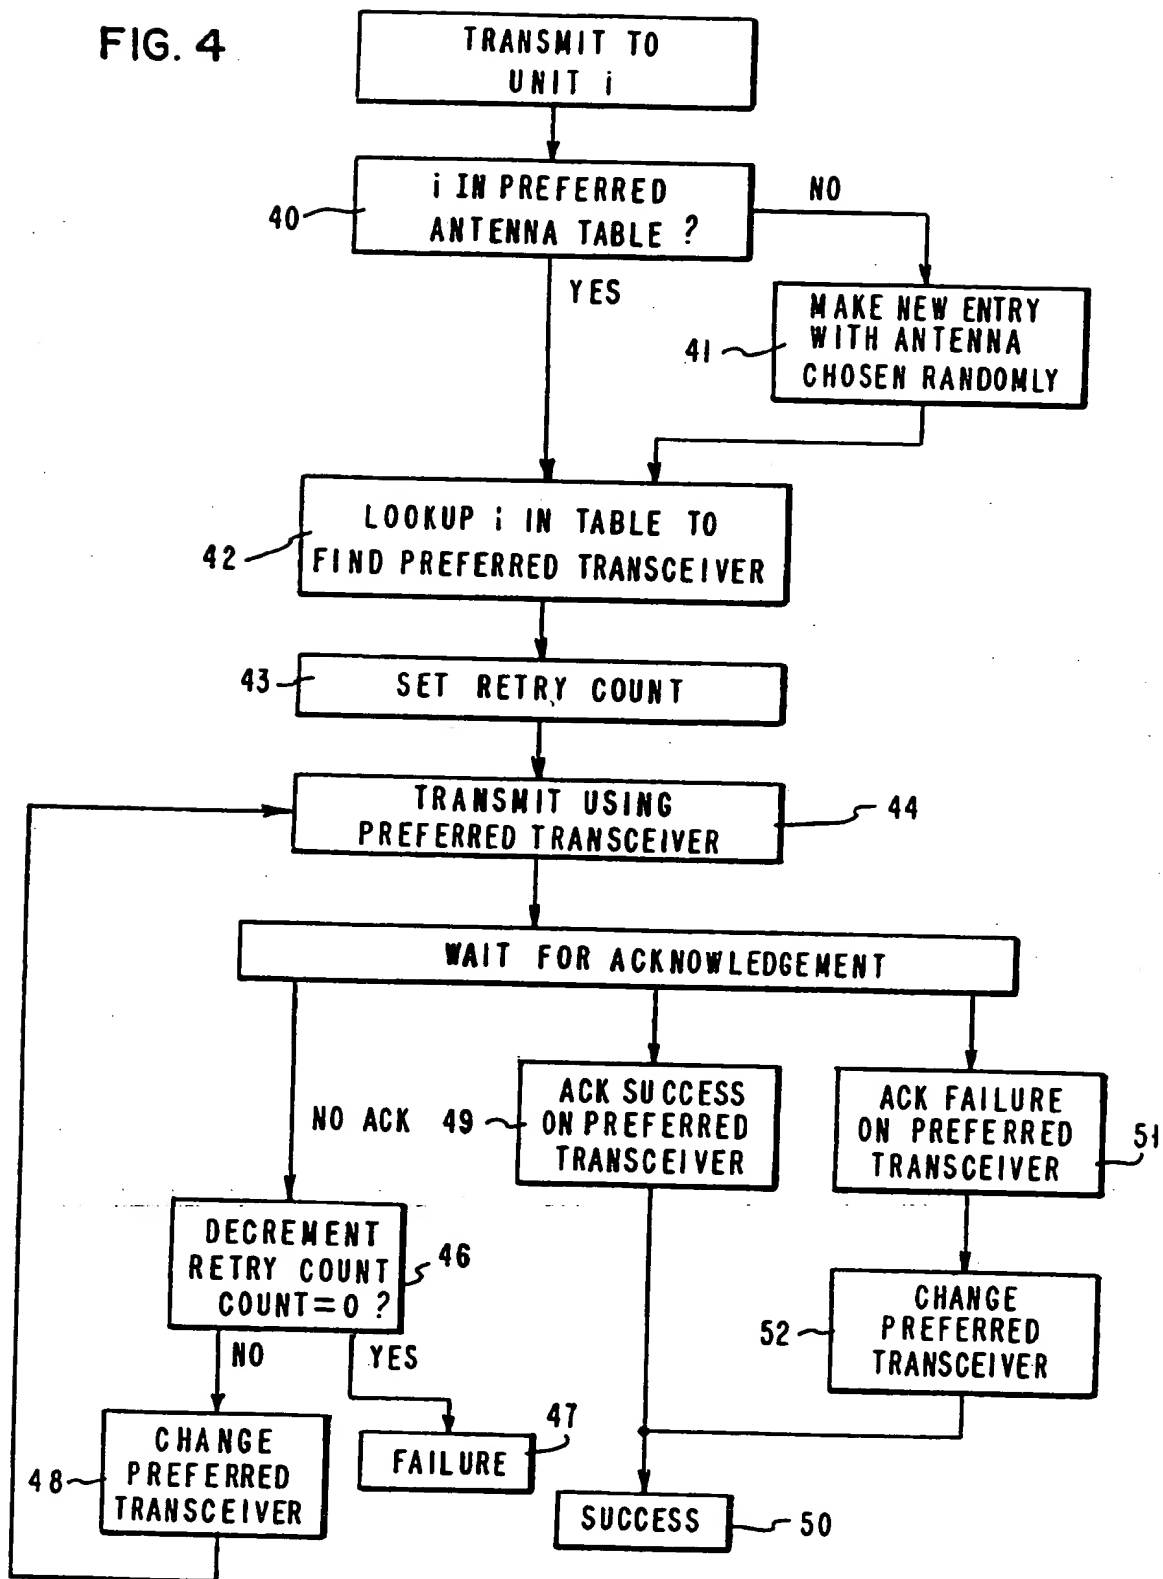 FIG. 4
TRANSMIT TO
UNIT i
i IN PREFERRED
ANTENNA TABLE ?
40
NO
YES
MAKE NEW ENTRY
WITH ANTENNA
CHOSEN RANDOMLY
41
LOOKUP i IN TABLE TO
FIND PREFERRED TRANSCEIVER
42
43
SET RETRY COUNT
TRANSMIT USING
PREFERRED TRANSCEIVER
44
WAIT FOR ACKNOWLEDGEMENT
NO ACK
49
ACK SUCCESS
ON PREFERRED
TRANSCEIVER
ACK FAILURE
ON PREFERRED
TRANSCEIVER
51
DECREMENT
RETRY COUNT
COUNT=0 ?
46
NO
YES
52
CHANGE
PREFERRED
TRANSCEIVER
48
CHANGE
PREFERRED
TRANSCEIVER
47
FAILURE
SUCCESS
50